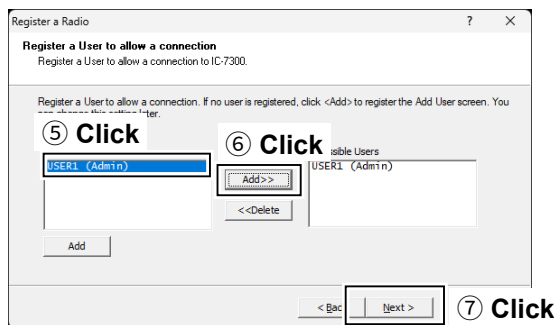 Register a Radio
? ×
Register a User to allow a connection
Register a User to allow a connection to IC-7300.
Register a User to allow a connection. If no user is registered, click <Add> to register the Add User screen. You
later.
⑤ Click
⑥ Click
Users
USER1 (Admin)
Add>>
USER1 (Admin)
<<Delete
Add
<
Next >
⑦ Click